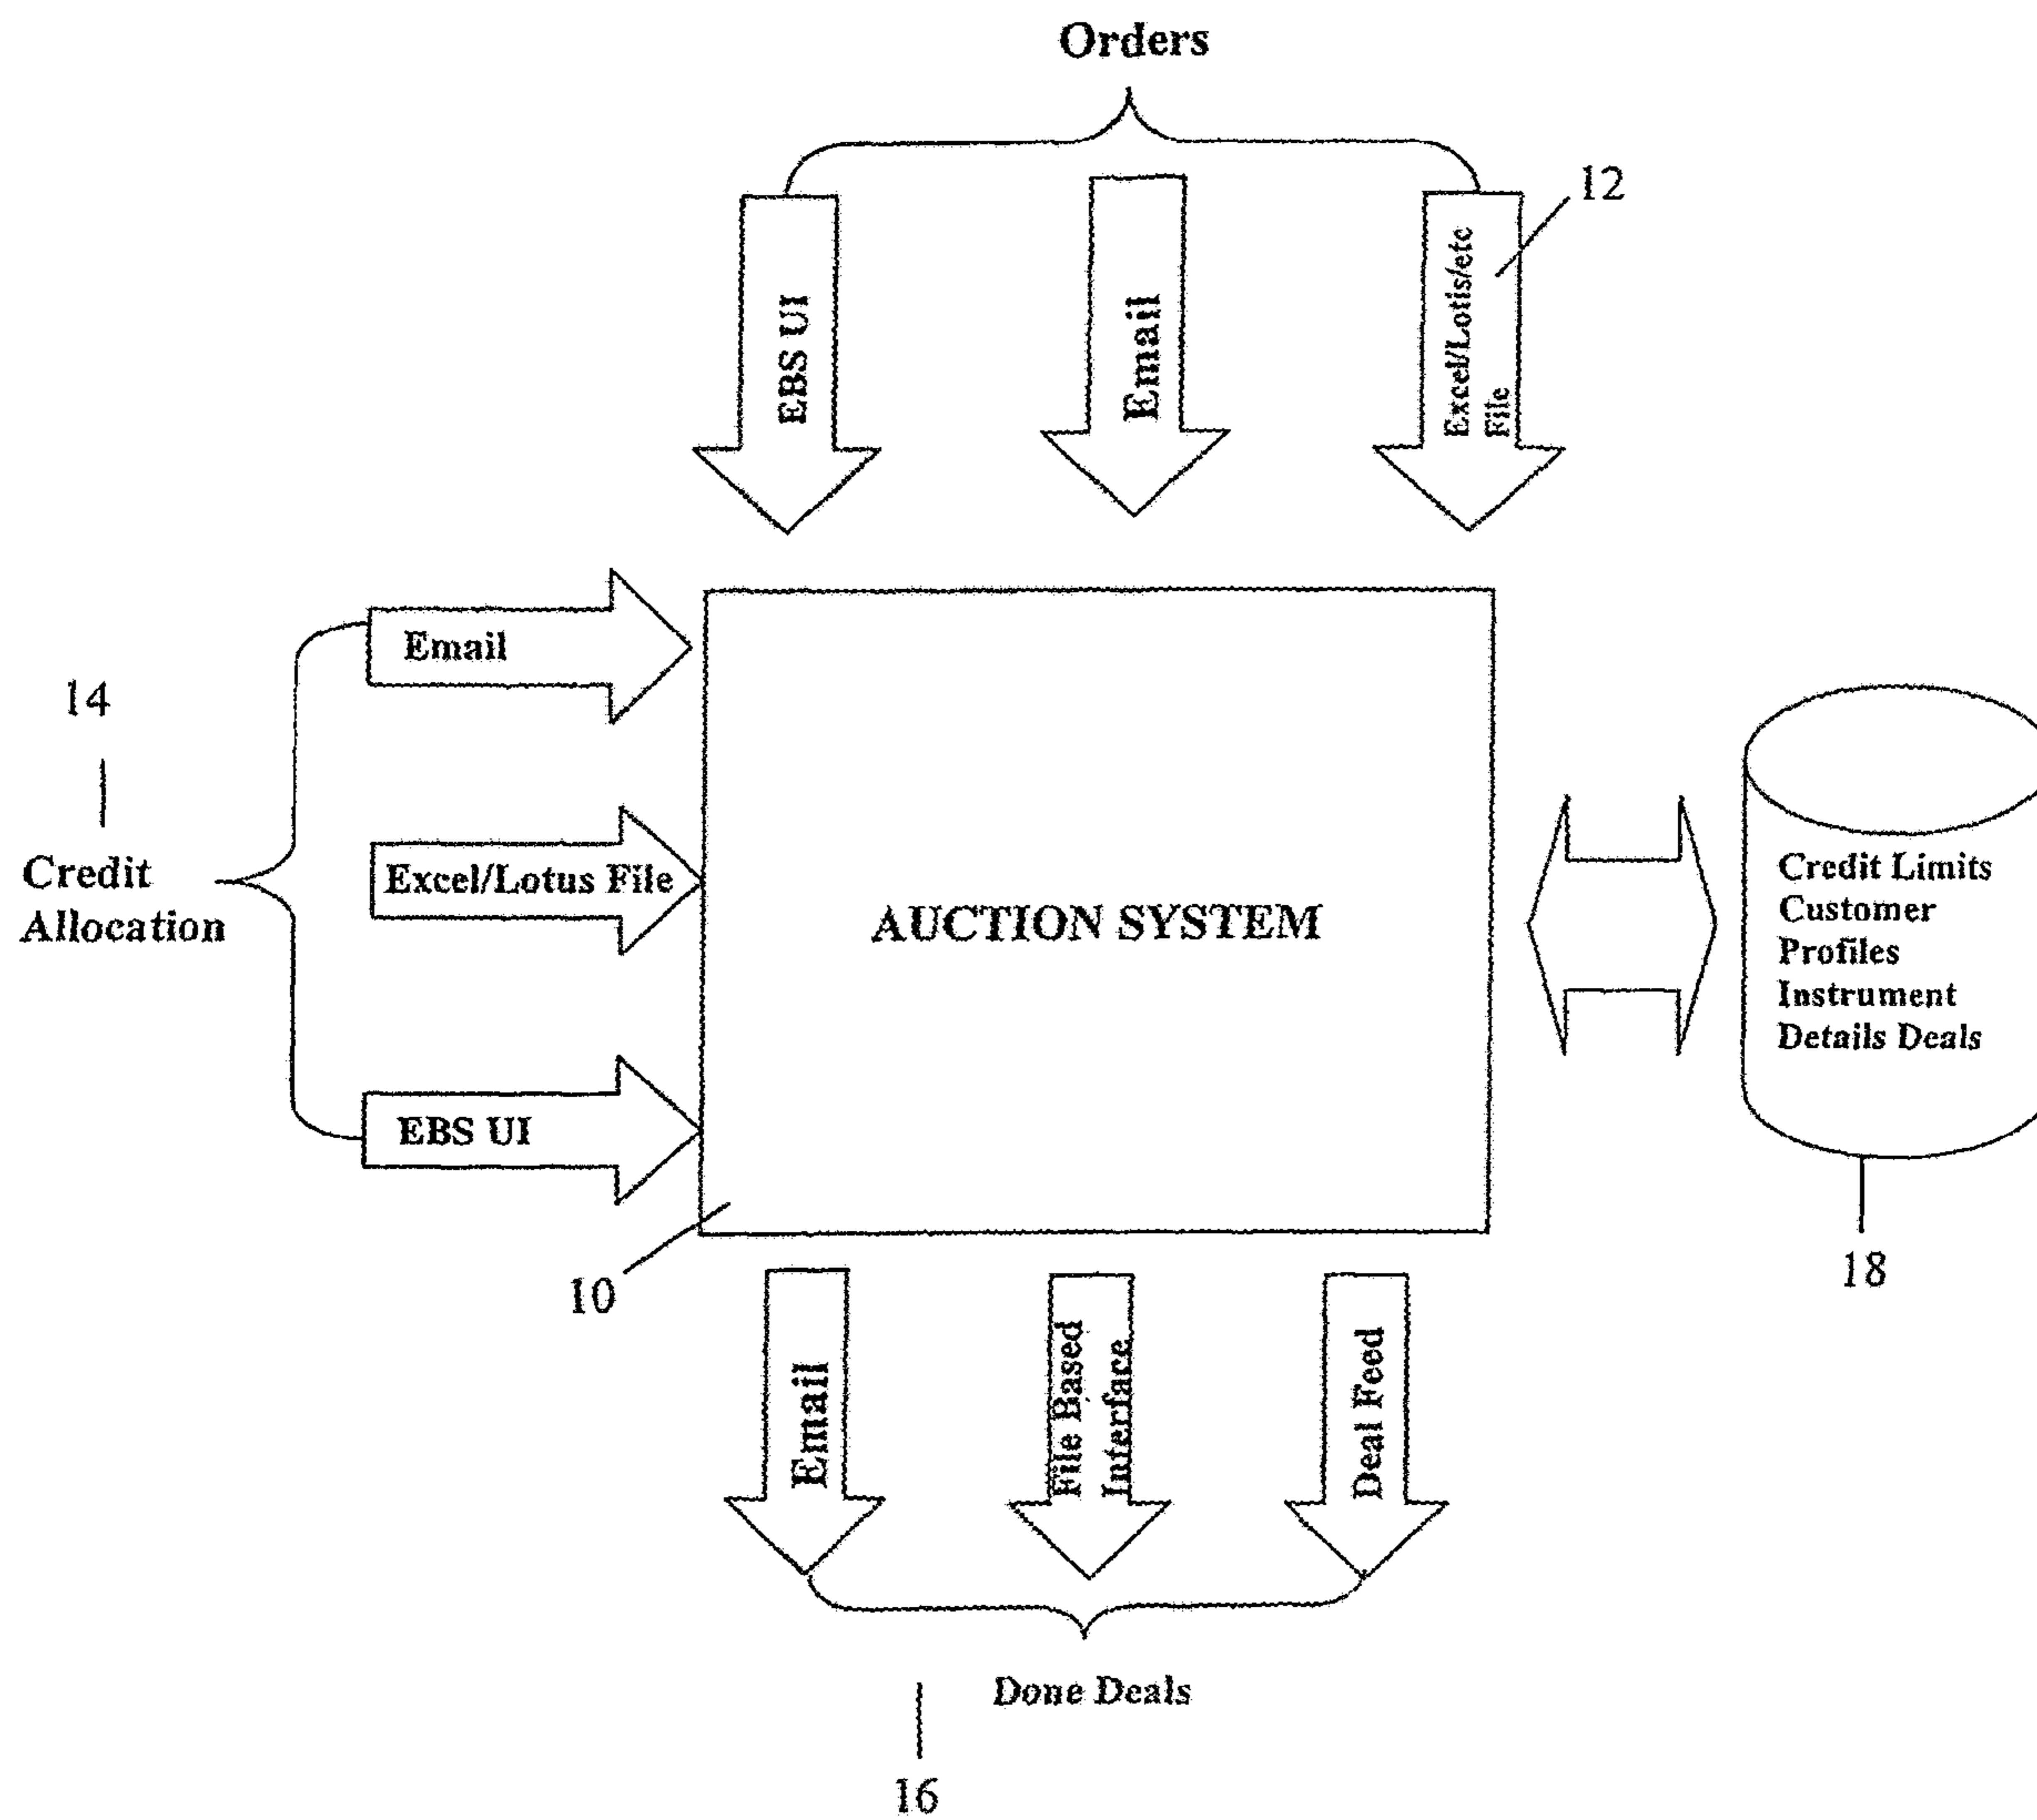 Orders
12
EBS UI
Email
Excel/Lotis/etc
File
14
Credit
Allocation
Email
Excel/Lotus File
EBS UI
AUCTION SYSTEM
Credit Limits
Customer
Profiles
Instrument
Details Deals
10
18
Email
File Based
Interface
Deal Feed
Done Deals
16